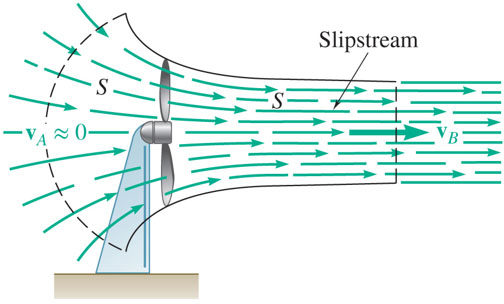 Slipstream
S
S
v_A ≈ 0
v_B